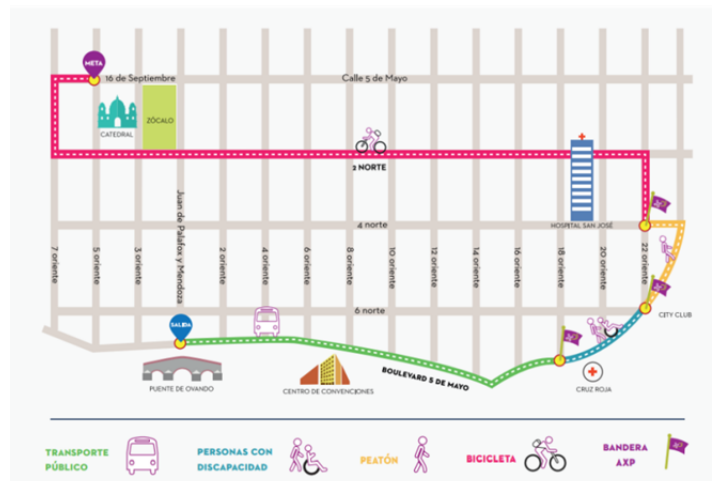 META
16 de Septiembre
Calle 5 de Mayo
CATEDRAL
ZÓCALO
2 NORTE
HOSPITAL SAN JOSÉ
4 norte
7 oriente
5 oriente
3 oriente
Juan de Palafox y Mendoza
2 oriente
4 oriente
6 oriente
8 oriente
10 oriente
12 oriente
14 oriente
16 oriente
18 oriente
20 oriente
22 oriente
6 norte
CITY CLUB
SALIDA
PUENTE DE OVANDO
CENTRO DE CONVENCIONES
BOULEVARD 5 DE MAYO
CRUZ ROJA
TRANSPORTE
PÚBLICO
PERSONAS CON
DISCAPACIDAD
PEATÓN
BICICLETA
BANDERA
AXP